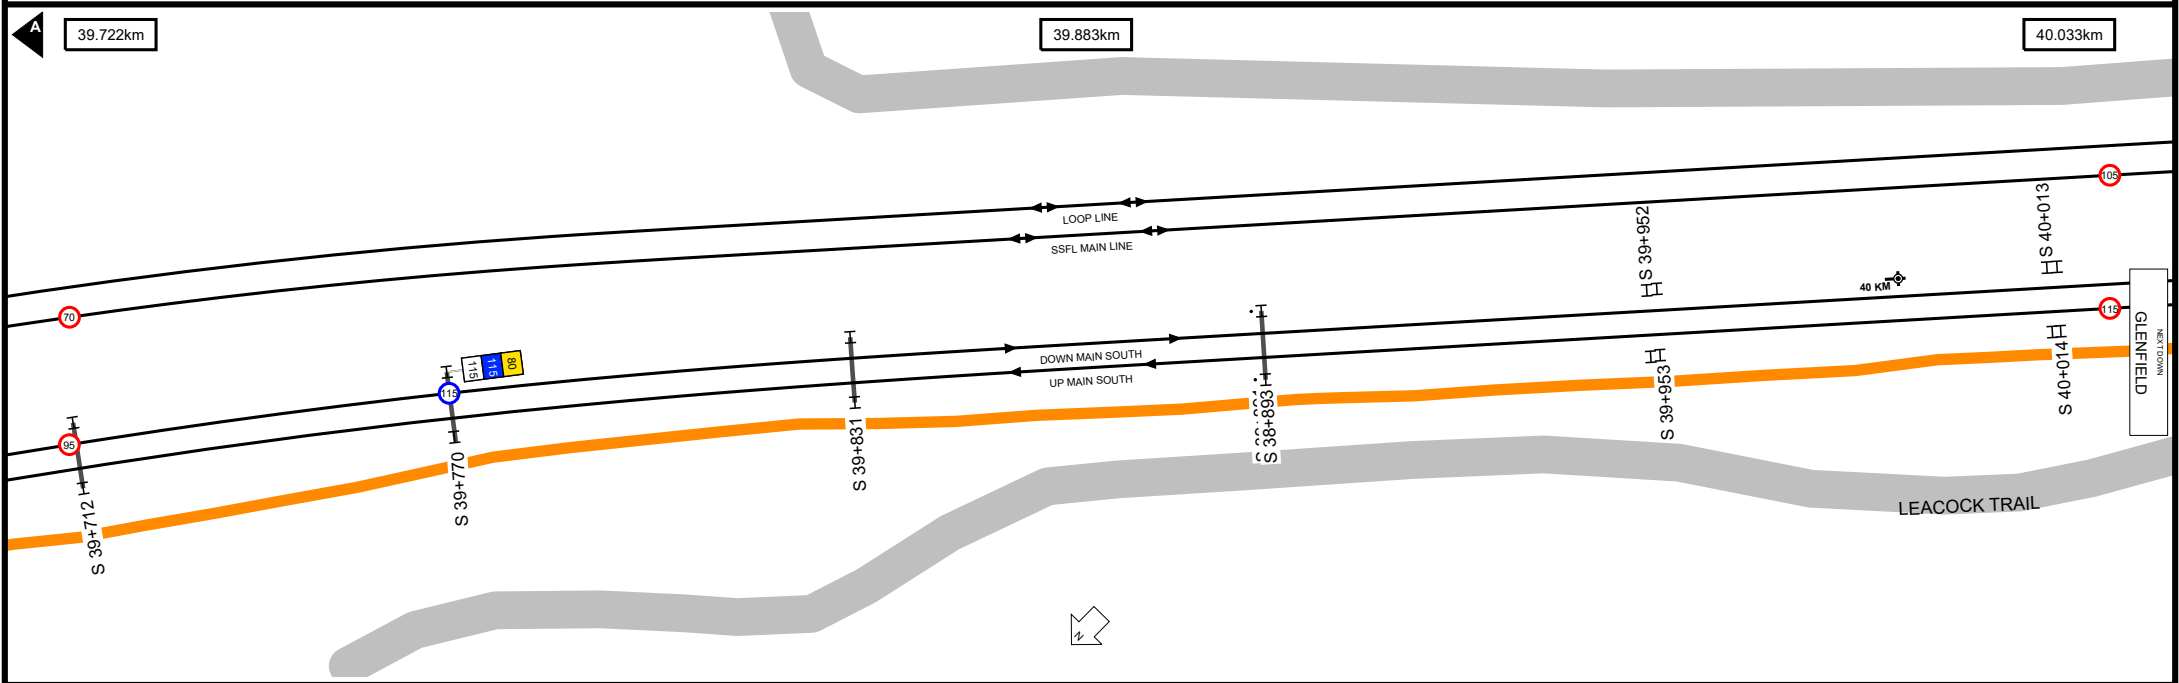 A
39.722km
39.883km
40.033km
105
LOOP LINE
SSFL MAIN LINE
S 39+952
S 40+013
40 KM
70
115
DOWN MAIN SOUTH
UP MAIN SOUTH
115
115
80
115
95
S 39+712
S 39+770
S 39+831
S 38+893
S 39+953
S 40+014
GLENFIELD
NEXT DOWN
LEACOCK TRAIL
N